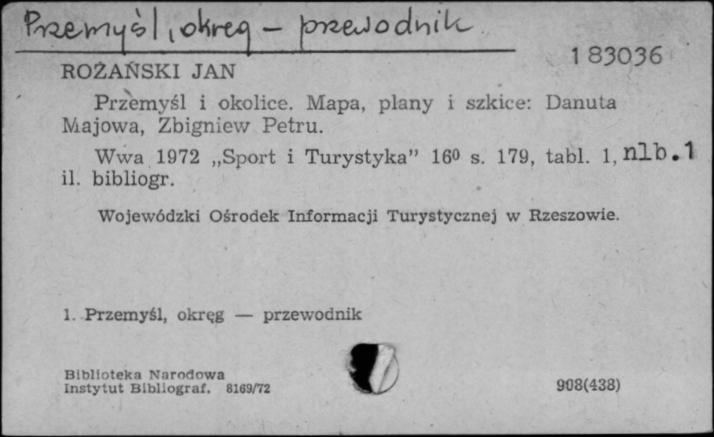 Przemyśl, okręg - przewodnik
183036
ROŻAŃSKI JAN
Przemyśl i okolice. Mapa, plany i szkice: Danuta
Majowa, Zbigniew Petru.
Wwa 1972 „Sport i Turystyka” 16⁰ s. 179, tabl. 1, nlb.1
il. bibliogr.
Wojewódzki Ośrodek Informacji Turystycznej w Rzeszowie.
1. Przemyśl, okręg — przewodnik
Biblioteka Narodowa
Instytut Bibliograf. 8169/72
908(438)